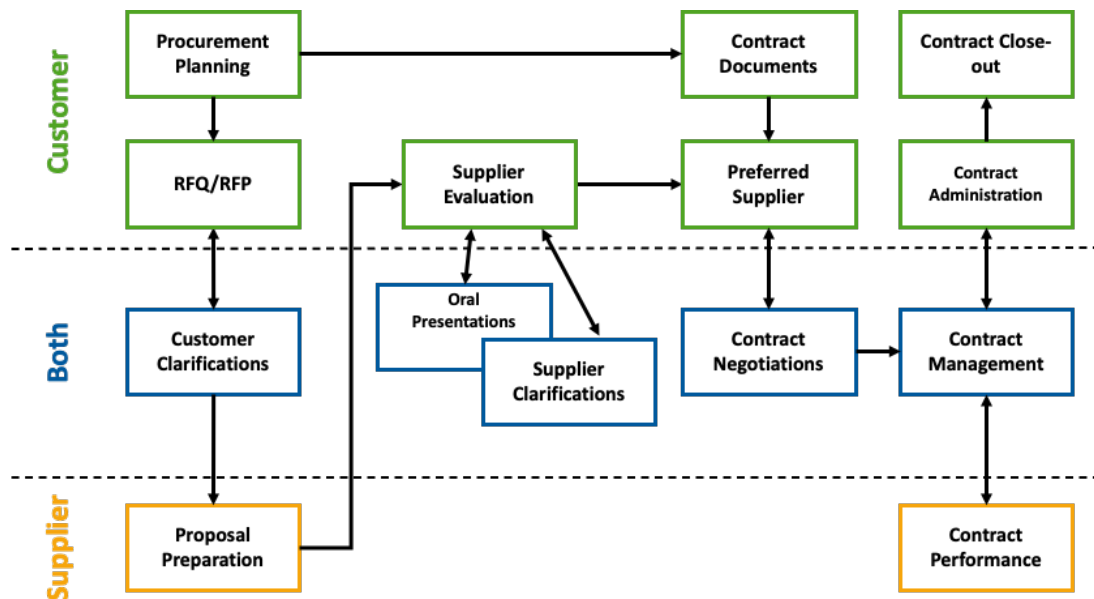 Customer
Procurement
Planning
Contract
Documents
Contract Close-
out
RFQ/RFP
Supplier
Evaluation
Preferred
Supplier
Contract
Administration
Both
Customer
Clarifications
Oral
Presentations
Supplier
Clarifications
Contract
Negotiations
Contract
Management
Supplier
Proposal
Preparation
Contract
Performance